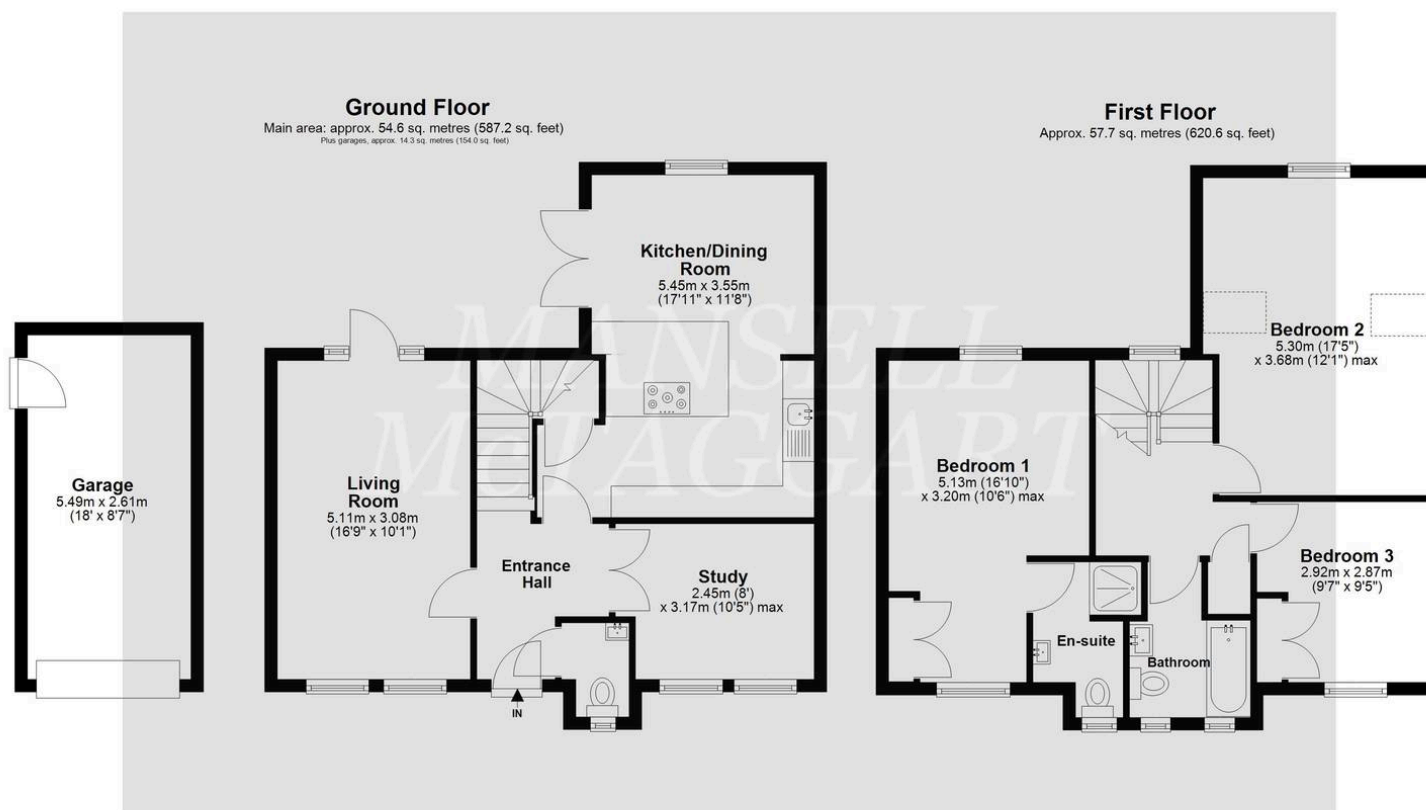 Ground Floor
Main area: approx. 54.6 sq. metres (587.2 sq. feet)
Plus garages, approx. 14.3 sq. metres (154.0 sq. feet)
First Floor
Approx. 57.7 sq. metres (620.6 sq. feet)
Kitchen/Dining
Room
5.45m x 3.55m
(17'11" x 11'8")
MANSELL
McTAGGART
Bedroom 2
5.30m (17'5")
x 3.68m (12'1") max
Garage
5.49m x 2.61m
(18' x 8'7")
Living
Room
5.11m x 3.08m
(16'9" x 10'1")
Bedroom 1
5.13m (16'10")
x 3.20m (10'6") max
Entrance
Hall
Study
2.45m (8')
x 3.17m (10'5") max
Bedroom 3
2.92m x 2.87m
(9'7" x 9'5")
En-suite
Bathroom
IN